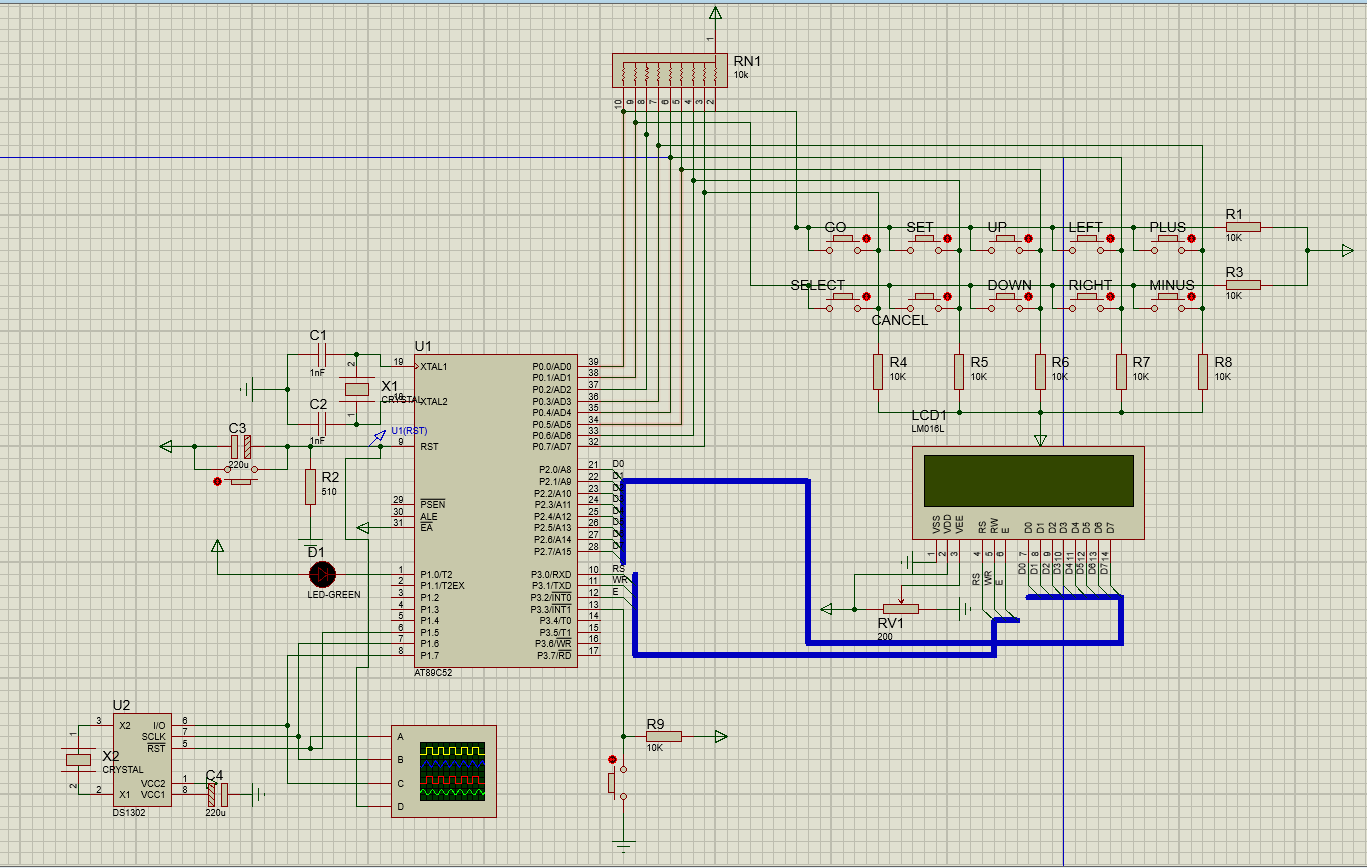 1
RN1
10k
10 9 8 7 6 5 4 3 2
GO SET UP LEFT PLUS
R1
10K
SELECT DOWN RIGHT MINUS
R3
10K
CANCEL
R4
10K
R5
10K
R6
10K
R7
10K
R8
10K
C1
1nF
2
X1
CRYSTAL
1
C2
1nF
U1(RST)
C3
220u
R2
510
D1
LED-GREEN
U1
19 XTAL1
18 XTAL2
9 RST
29 PSEN
30 ALE
31 EA
1 P1.0/T2
2 P1.1/T2EX
3 P1.2
4 P1.3
5 P1.4
6 P1.5
7 P1.6
8 P1.7
P0.0/AD0 39
P0.1/AD1 38
P0.2/AD2 37
P0.3/AD3 36
P0.4/AD4 35
P0.5/AD5 34
P0.6/AD6 33
P0.7/AD7 32
P2.0/A8 21 D0
P2.1/A9 22
P2.2/A10 23
P2.3/A11 24
P2.4/A12 25
P2.5/A13 26
P2.6/A14 27
P2.7/A15 28
P3.0/RXD 10 RS
P3.1/TXD 11 WR
P3.2/INT0 12 E
P3.3/INT1 13
P3.4/T0 14
P3.5/T1 15
P3.6/WR 16
P3.7/RD 17
AT89C52
LCD1
LM016L
VSS VDD VEE RS RW E D0 D1 D2 D3 D4 D5 D6 D7
1 2 3 4 5 6 7 8 9 10 11 12 13 14
RS WR E D0 D1 D2 D3 D4 D5 D6 D7
RV1
200
U2
3 X2 I/O 6
SCLK 7
RST 5
1
X2
CRYSTAL
2
VCC2 1
2 X1 VCC1 8
DS1302
C4
220u
A
B
C
D
R9
10K